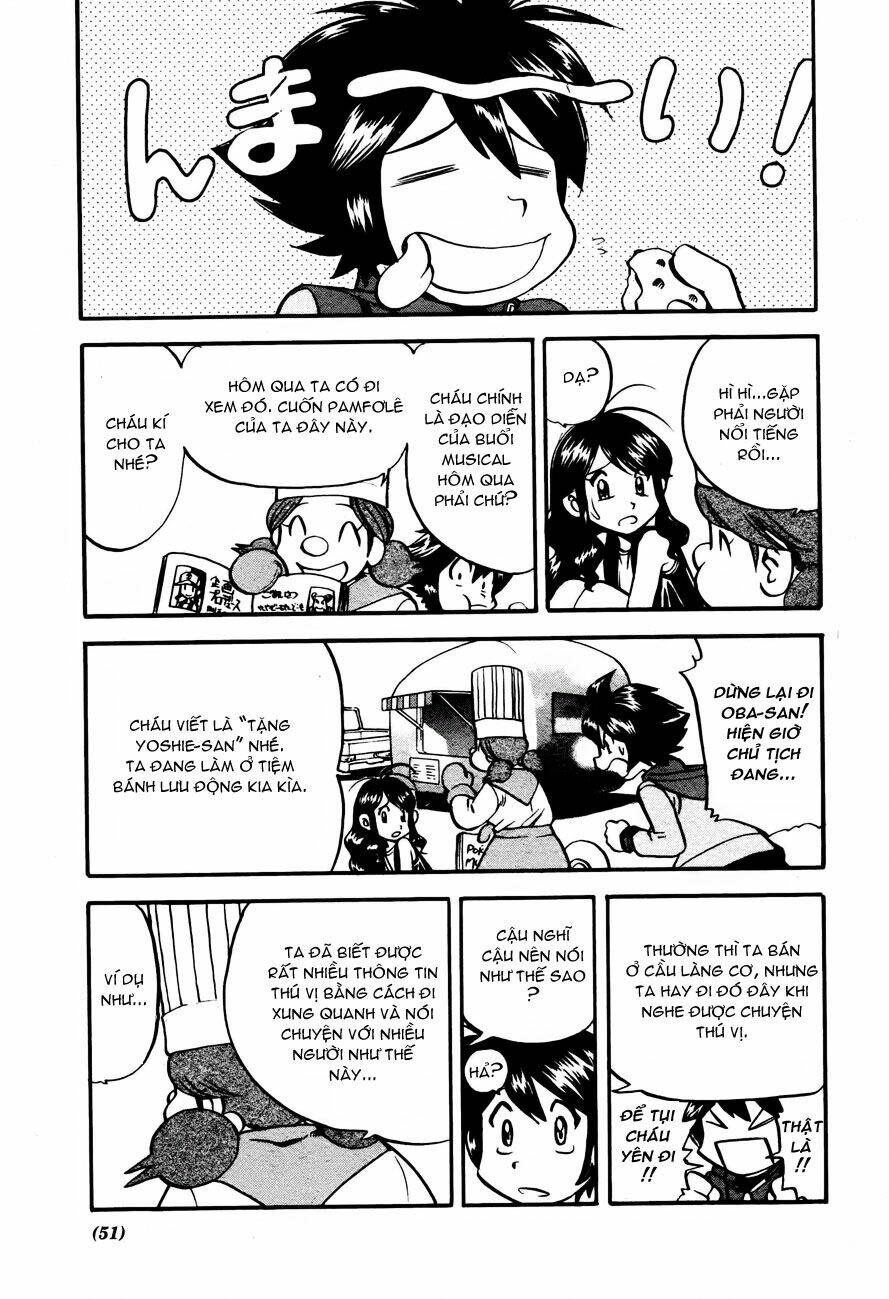 んまーい!
HÌ HÌ...GẶP
PHẢI NGƯỜI
NỔI TIẾNG
RỒI...
DẠ?
CHÁU CHÍNH
LÀ ĐẠO DIỄN
CỦA BUỔI
MUSICAL
HÔM QUA
PHẢI CHỨ?
HÔM QUA TA CÓ ĐI
XEM ĐÓ. CUỐN PAMFOLÊ
CỦA TA ĐÂY NÀY.
CHÁU KÍ
CHO TA
NHÉ?
DỪNG LẠI ĐI
OBA-SAN!
HIỆN GIỜ
CHỦ TỊCH
ĐANG...
CHÁU VIẾT LÀ "TẶNG
YOSHIE-SAN" NHÉ.
TA ĐANG LÀM Ở TIỆM
BÁNH LƯU ĐỘNG KIA KÌA.
THƯỜNG THÌ TA BÁN
Ở CẦU LÀNG CƠ, NHƯNG
TA HAY ĐI ĐÓ ĐÂY KHI
NGHE ĐƯỢC CHUYỆN
THÚ VỊ.
THẬT
LÀ
!!
ĐỂ TỤI
CHÁU
YÊN ĐI
!!
CẬU NGHĨ
CẬU NÊN NÓI
NHƯ THẾ SAO
?
HẢ?
TA ĐÃ BIẾT ĐƯỢC
RẤT NHIỀU THÔNG TIN
THÚ VỊ BẰNG CÁCH ĐI
XUNG QUANH VÀ NÓI
CHUYỆN VỚI NHIỀU
NGƯỜI NHƯ THẾ
NÀY...
VÍ DỤ
NHƯ...
(51)